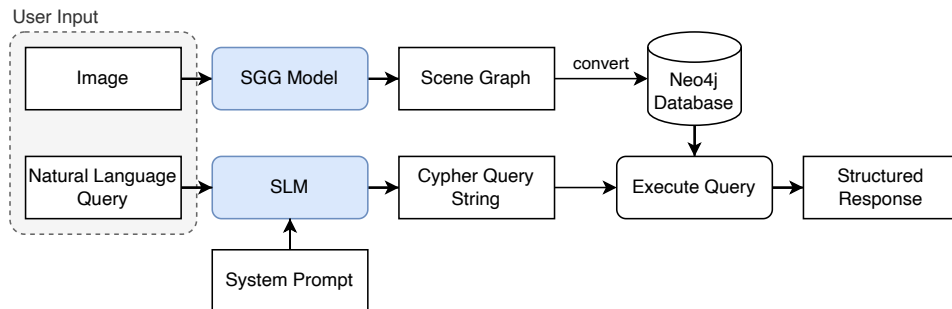 User Input
Image
SGG Model
Scene Graph
convert
Neo4j
Database
Natural Language
Query
SLM
Cypher Query
String
Execute Query
Structured
Response
System Prompt